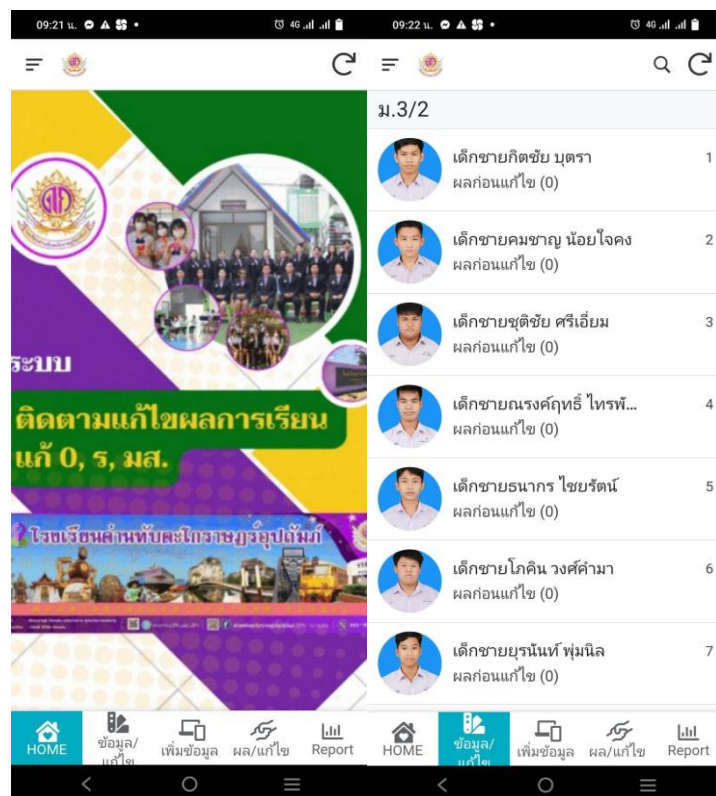 09:21 น.
4G
ระบบ
ติดตามแก้ไขผลการเรียน
แก้ 0, ร, มส.
โรงเรียนด่านทับตะโกราษฎร์อุปถัมภ์
HOME
ข้อมูล/
แก้ไข
เพิ่มข้อมูล
ผล/แก้ไข
Report
09:22 น.
4G
ม.3/2
เด็กชายกิตชัย บุตรา 1
ผลก่อนแก้ไข (0)
เด็กชายคมชาญ น้อยใจคง 2
ผลก่อนแก้ไข (0)
เด็กชายชุติชัย ศรีเอี่ยม 3
ผลก่อนแก้ไข (0)
เด็กชายณรงค์ฤทธิ์ ไทรพั... 4
ผลก่อนแก้ไข (0)
เด็กชายธนากร ไชยรัตน์ 5
ผลก่อนแก้ไข (0)
เด็กชายโภคิน วงศ์คำมา 6
ผลก่อนแก้ไข (0)
เด็กชายยุรนันท์ พุ่มนิล 7
ผลก่อนแก้ไข (0)
HOME
ข้อมูล/
แก้ไข
เพิ่มข้อมูล
ผล/แก้ไข
Report